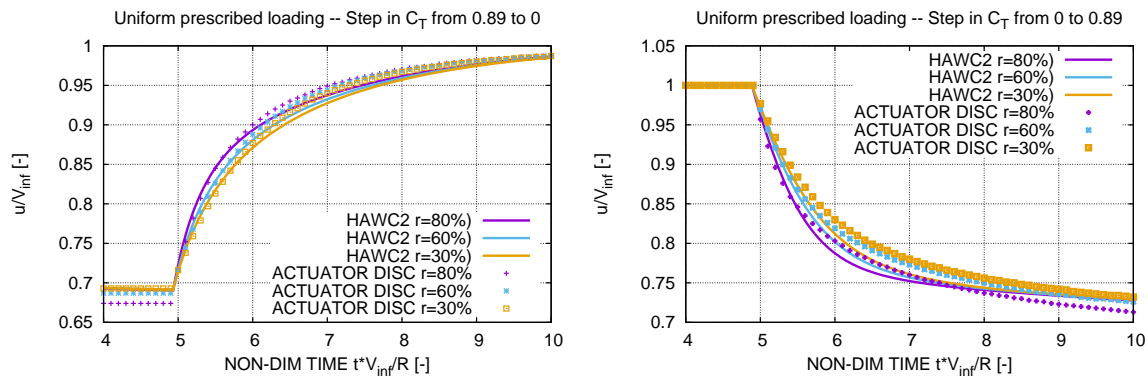 Uniform prescribed loading -- Step in C_T from 0.89 to 0
1
0.95
0.9
0.85
0.8
0.75
0.7
0.65
u/V_inf [-]
HAWC2 r=80%)
HAWC2 r=60%)
HAWC2 r=30%)
ACTUATOR DISC r=80%
ACTUATOR DISC r=60%
ACTUATOR DISC r=30%
4 5 6 7 8 9 10
NON-DIM TIME t*V_inf/R [-]
Uniform prescribed loading -- Step in C_T from 0 to 0.89
1.05
1
0.95
0.9
0.85
0.8
0.75
0.7
u/V_inf [-]
HAWC2 r=80%)
HAWC2 r=60%)
HAWC2 r=30%)
ACTUATOR DISC r=80%
ACTUATOR DISC r=60%
ACTUATOR DISC r=30%
4 5 6 7 8 9 10
NON-DIM TIME t*V_inf/R [-]